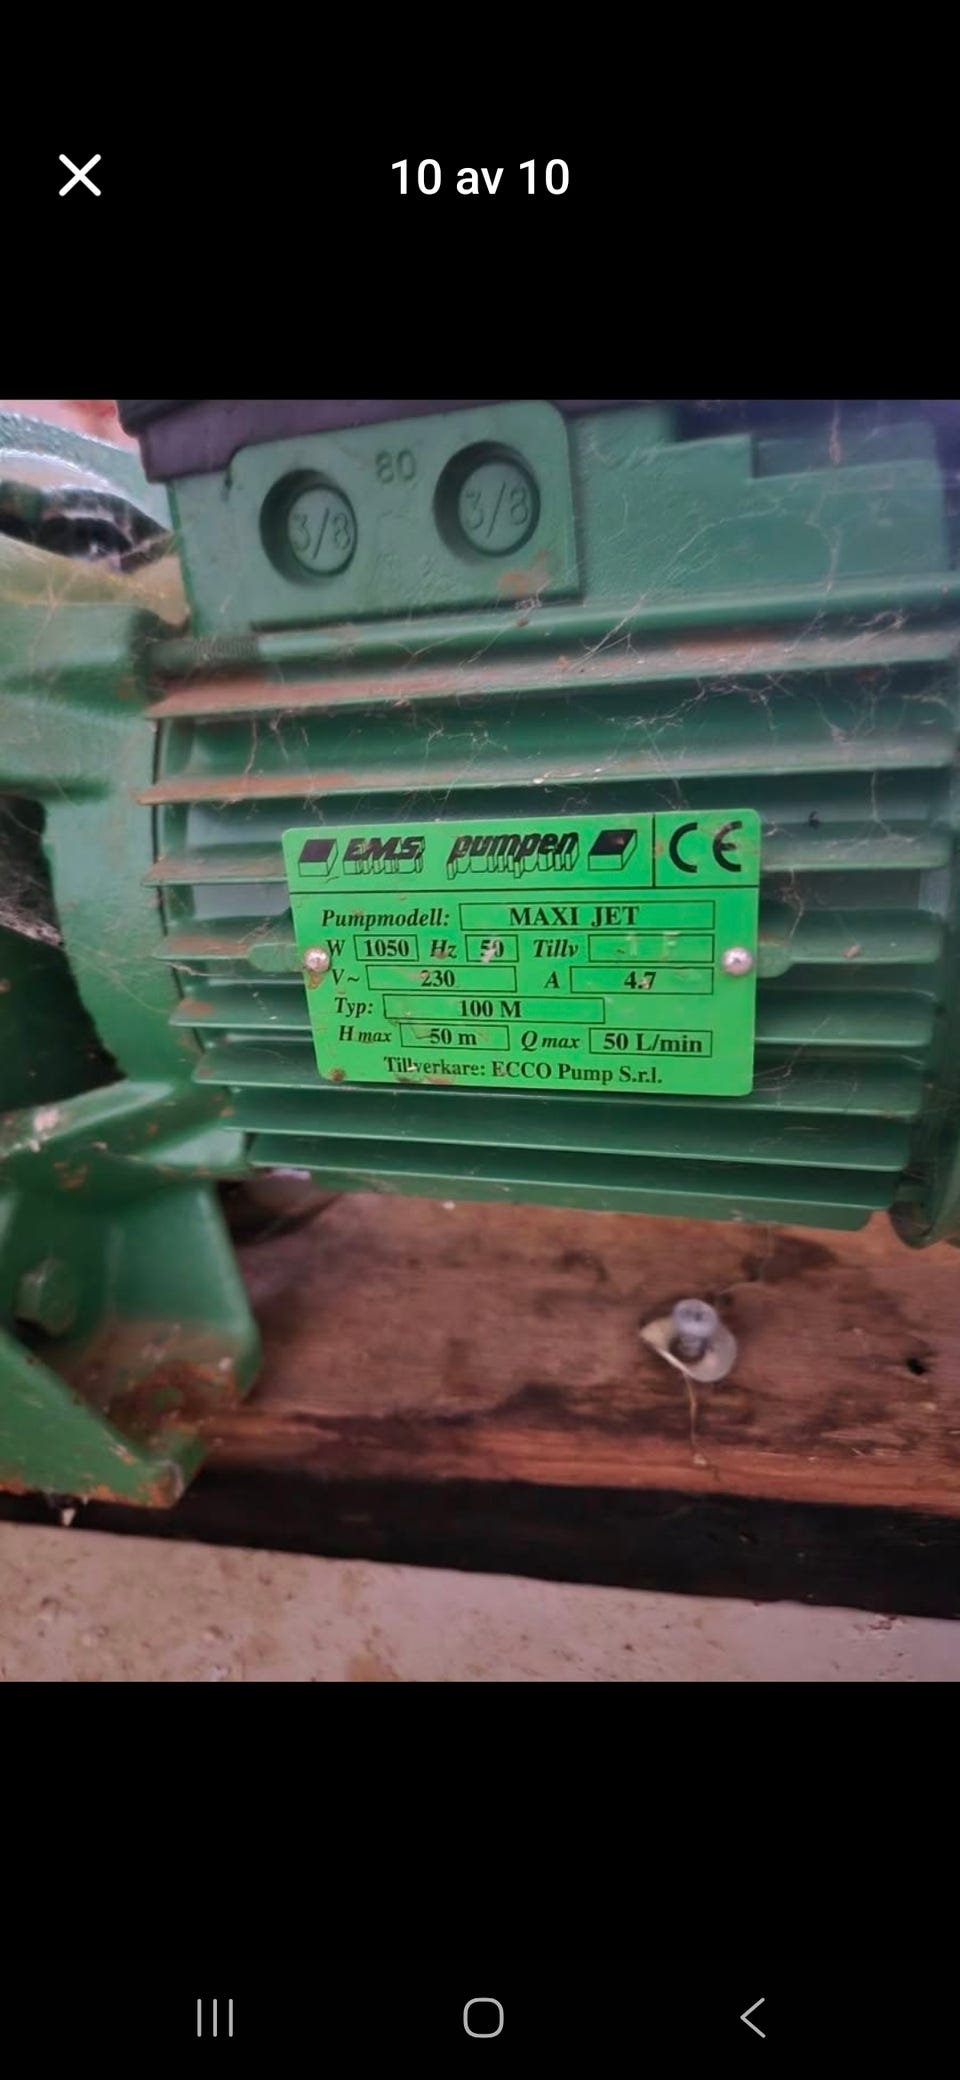 10 av 10
80
3/8 3/8
EMS pumpen CE
Pumpmodell: MAXI JET
W 1050 Hz 50 Tillv
V~ 230 A 4.7
Typ: 100 M
H max 50 m Q max 50 L/min
Tillverkare: ECCO Pump S.r.l.